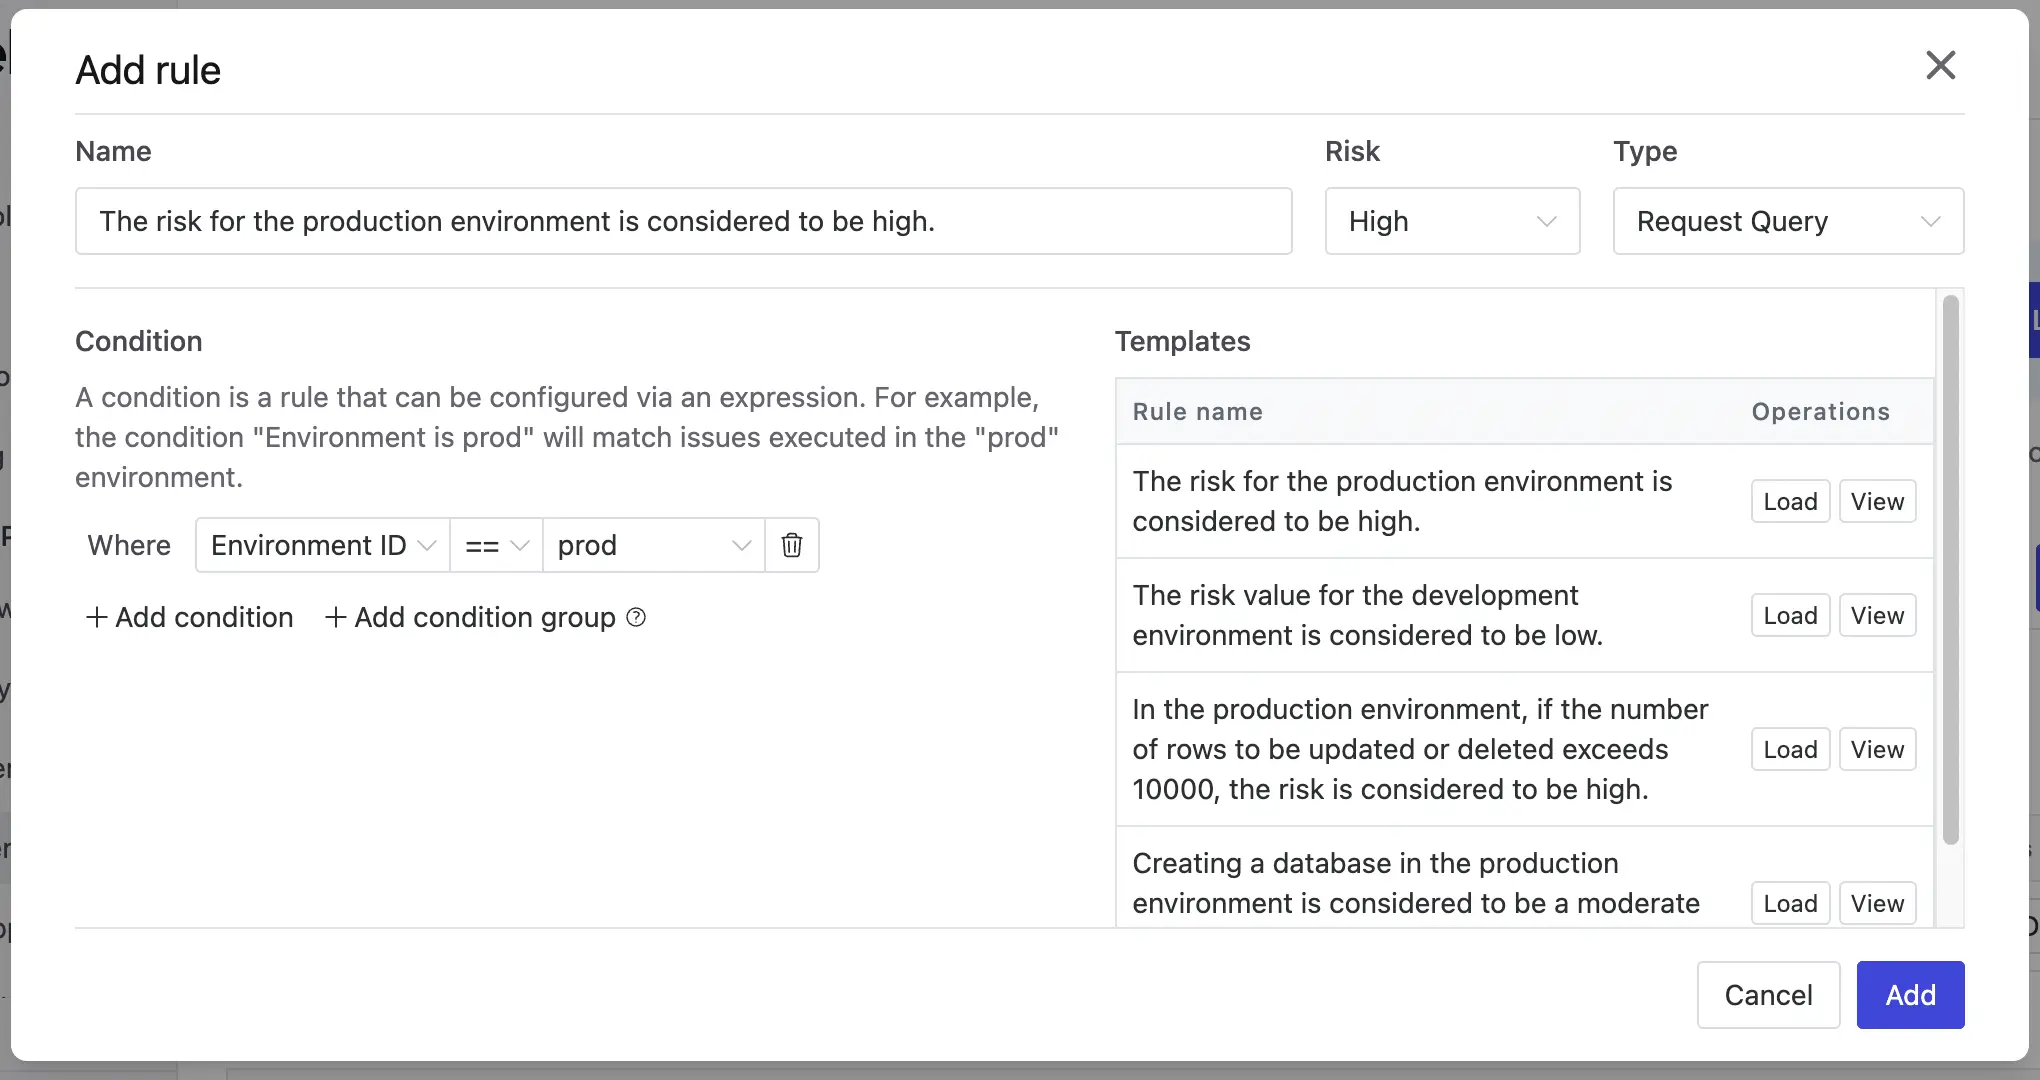 Add rule
Name
Risk
Type
The risk for the production environment is considered to be high.
High
Request Query
Condition
A condition is a rule that can be configured via an expression. For example,
the condition "Environment is prod" will match issues executed in the "prod"
environment.
Where
Environment ID
==
prod
+ Add condition
+ Add condition group
Templates
Rule name
Operations
The risk for the production environment is
considered to be high.
Load
View
The risk value for the development
environment is considered to be low.
Load
View
In the production environment, if the number
of rows to be updated or deleted exceeds
10000, the risk is considered to be high.
Load
View
Creating a database in the production
environment is considered to be a moderate
Load
View
Cancel
Add